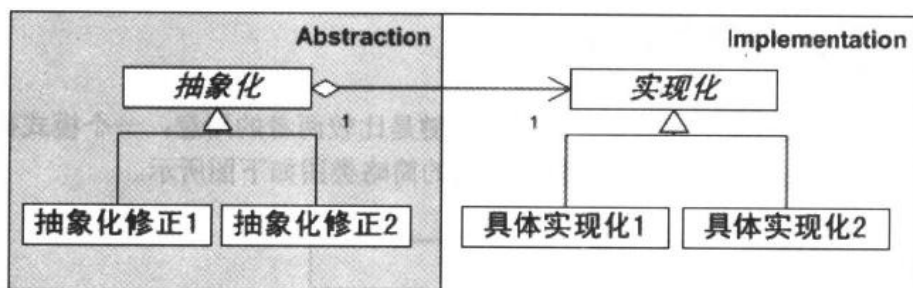 Abstraction
Implementation
抽象化
实现化
1
1
抽象化修正1
抽象化修正2
具体实现化1
具体实现化2